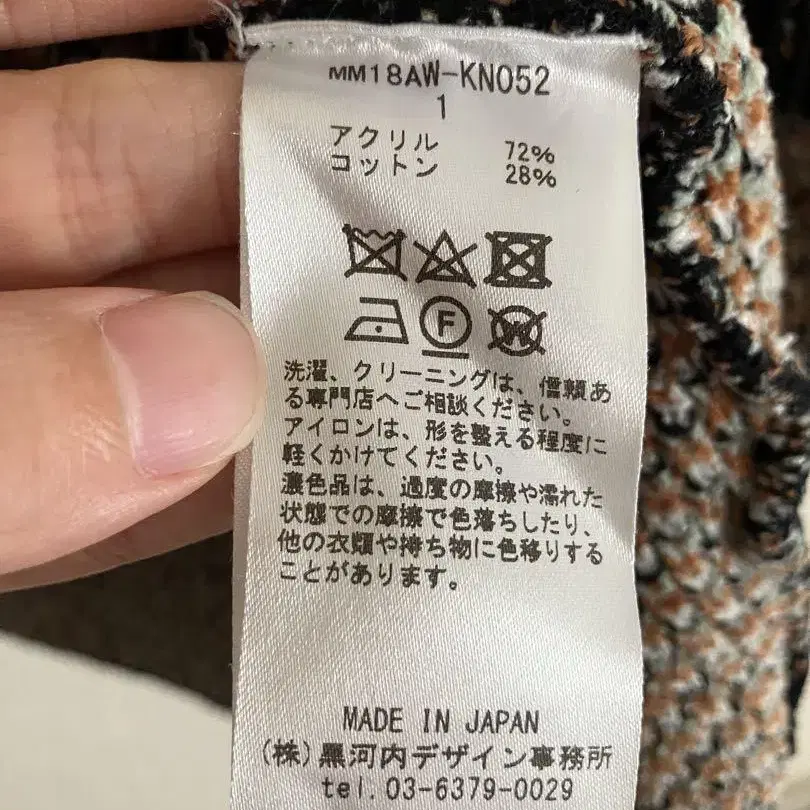 MM18AW-KN052
1
アクリル 72%
コットン 28%
F
W
洗濯、クリーニングは、信頼あ
る専門店へご相談ください。
アイロンは、形を整える程度に
軽くかけてください。
濃色品は、過度の摩擦や濡れた
状態での摩擦で色落ちしたり、
他の衣類や持ち物に色移りする
ことがあります。
MADE IN JAPAN
(株)黒河内デザイン事務所
tel.03-6379-0029